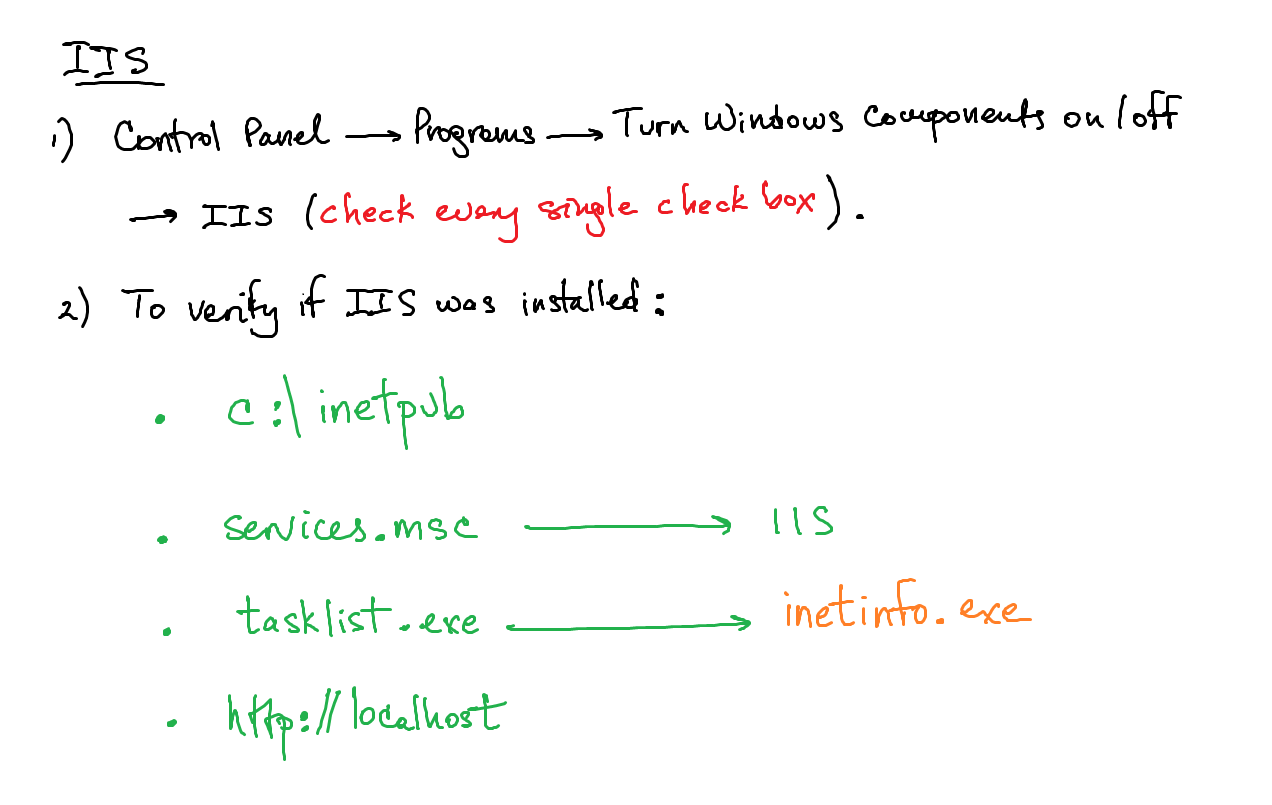 IIS
1) Control Panel → Programs → Turn Windows Components on/off
→ IIS (check every single check box).
2) To verify if IIS was installed:
• c:\inetpub
• services.msc → IIS
• tasklist.exe → inetinfo.exe
• http://localhost